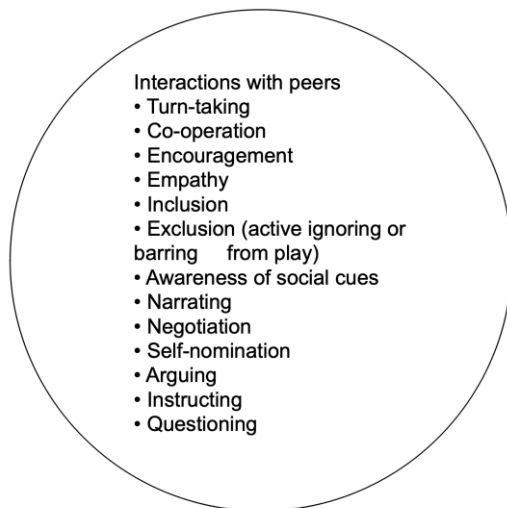 Interactions with peers
• Turn-taking
• Co-operation
• Encouragement
• Empathy
• Inclusion
• Exclusion (active ignoring or
barring from play)
• Awareness of social cues
• Narrating
• Negotiation
• Self-nomination
• Arguing
• Instructing
• Questioning